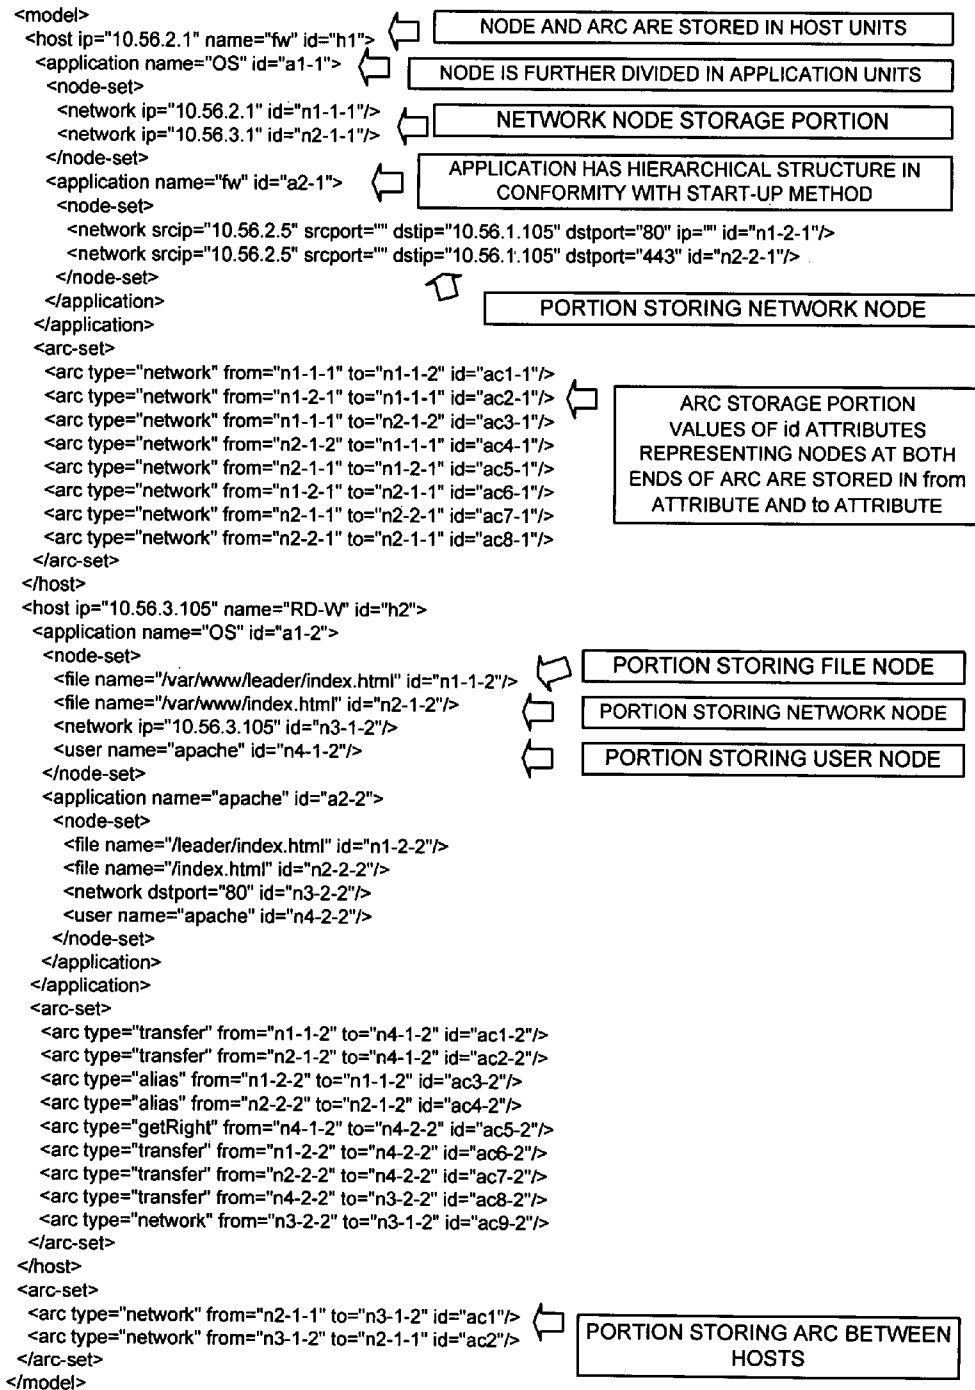 <model>
<host ip="10.56.2.1" name="fw" id="h1">
NODE AND ARC ARE STORED IN HOST UNITS
<application name="OS" id="a1-1">
NODE IS FURTHER DIVIDED IN APPLICATION UNITS
<node-set>
<network ip="10.56.2.1" id="n1-1-1"/>
<network ip="10.56.3.1" id="n2-1-1"/>
NETWORK NODE STORAGE PORTION
</node-set>
<application name="fw" id="a2-1">
APPLICATION HAS HIERARCHICAL STRUCTURE IN
CONFORMITY WITH START-UP METHOD
<node-set>
<network srcip="10.56.2.5" srcport="" dstip="10.56.1.105" dstport="80" ip="" id="n1-2-1"/>
<network srcip="10.56.2.5" srcport="" dstip="10.56.1.105" dstport="443" id="n2-2-1"/>
</node-set>
PORTION STORING NETWORK NODE
</application>
</application>
<arc-set>
<arc type="network" from="n1-1-1" to="n1-1-2" id="ac1-1"/>
<arc type="network" from="n1-2-1" to="n1-1-1" id="ac2-1"/>
<arc type="network" from="n1-1-1" to="n2-1-2" id="ac3-1"/>
<arc type="network" from="n2-1-2" to="n1-1-1" id="ac4-1"/>
<arc type="network" from="n2-1-1" to="n1-2-1" id="ac5-1"/>
<arc type="network" from="n1-2-1" to="n2-1-1" id="ac6-1"/>
<arc type="network" from="n2-1-1" to="n2-2-1" id="ac7-1"/>
<arc type="network" from="n2-2-1" to="n2-1-1" id="ac8-1"/>
ARC STORAGE PORTION
VALUES OF id ATTRIBUTES
REPRESENTING NODES AT BOTH
ENDS OF ARC ARE STORED IN from
ATTRIBUTE AND to ATTRIBUTE
</arc-set>
</host>
<host ip="10.56.3.105" name="RD-W" id="h2">
<application name="OS" id="a1-2">
<node-set>
<file name="/var/www/leader/index.html" id="n1-1-2"/>
PORTION STORING FILE NODE
<file name="/var/www/index.html" id="n2-1-2"/>
<network ip="10.56.3.105" id="n3-1-2"/>
PORTION STORING NETWORK NODE
<user name="apache" id="n4-1-2"/>
PORTION STORING USER NODE
</node-set>
<application name="apache" id="a2-2">
<node-set>
<file name="/leader/index.html" id="n1-2-2"/>
<file name="/index.html" id="n2-2-2"/>
<network dstport="80" id="n3-2-2"/>
<user name="apache" id="n4-2-2"/>
</node-set>
</application>
</application>
<arc-set>
<arc type="transfer" from="n1-1-2" to="n4-1-2" id="ac1-2"/>
<arc type="transfer" from="n2-1-2" to="n4-1-2" id="ac2-2"/>
<arc type="alias" from="n1-2-2" to="n1-1-2" id="ac3-2"/>
<arc type="alias" from="n2-2-2" to="n2-1-2" id="ac4-2"/>
<arc type="getRight" from="n4-1-2" to="n4-2-2" id="ac5-2"/>
<arc type="transfer" from="n1-2-2" to="n4-2-2" id="ac6-2"/>
<arc type="transfer" from="n2-2-2" to="n4-2-2" id="ac7-2"/>
<arc type="transfer" from="n4-2-2" to="n3-2-2" id="ac8-2"/>
<arc type="network" from="n3-2-2" to="n3-1-2" id="ac9-2"/>
</arc-set>
</host>
<arc-set>
<arc type="network" from="n2-1-1" to="n3-1-2" id="ac1"/>
<arc type="network" from="n3-1-2" to="n2-1-1" id="ac2"/>
PORTION STORING ARC BETWEEN
HOSTS
</arc-set>
</model>